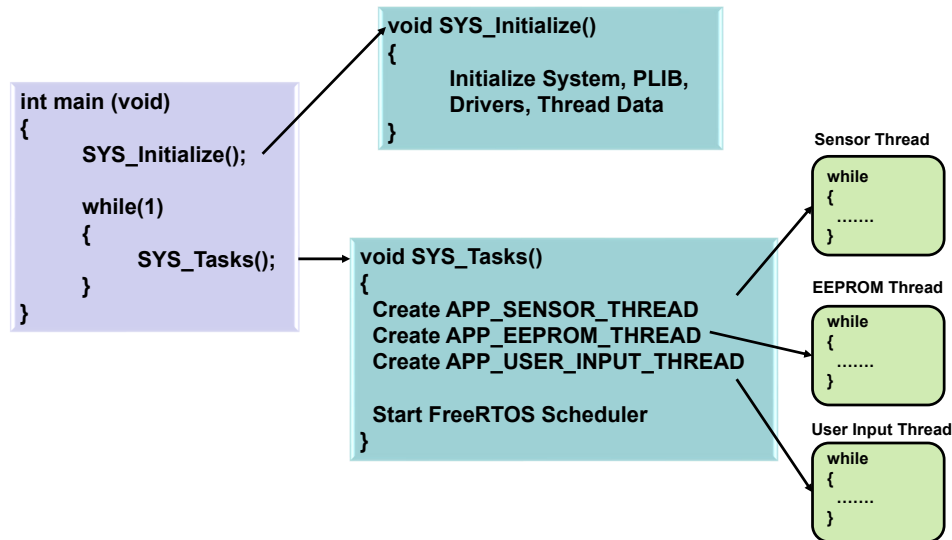 int main (void)
{
SYS_Initialize();
while(1)
{
SYS_Tasks();
}
}
void SYS_Initialize()
{
Initialize System, PLIB,
Drivers, Thread Data
}
void SYS_Tasks()
{
Create APP_SENSOR_THREAD
Create APP_EEPROM_THREAD
Create APP_USER_INPUT_THREAD
Start FreeRTOS Scheduler
}
Sensor Thread
while
{
.......
}
EEPROM Thread
while
{
.......
}
User Input Thread
while
{
.......
}